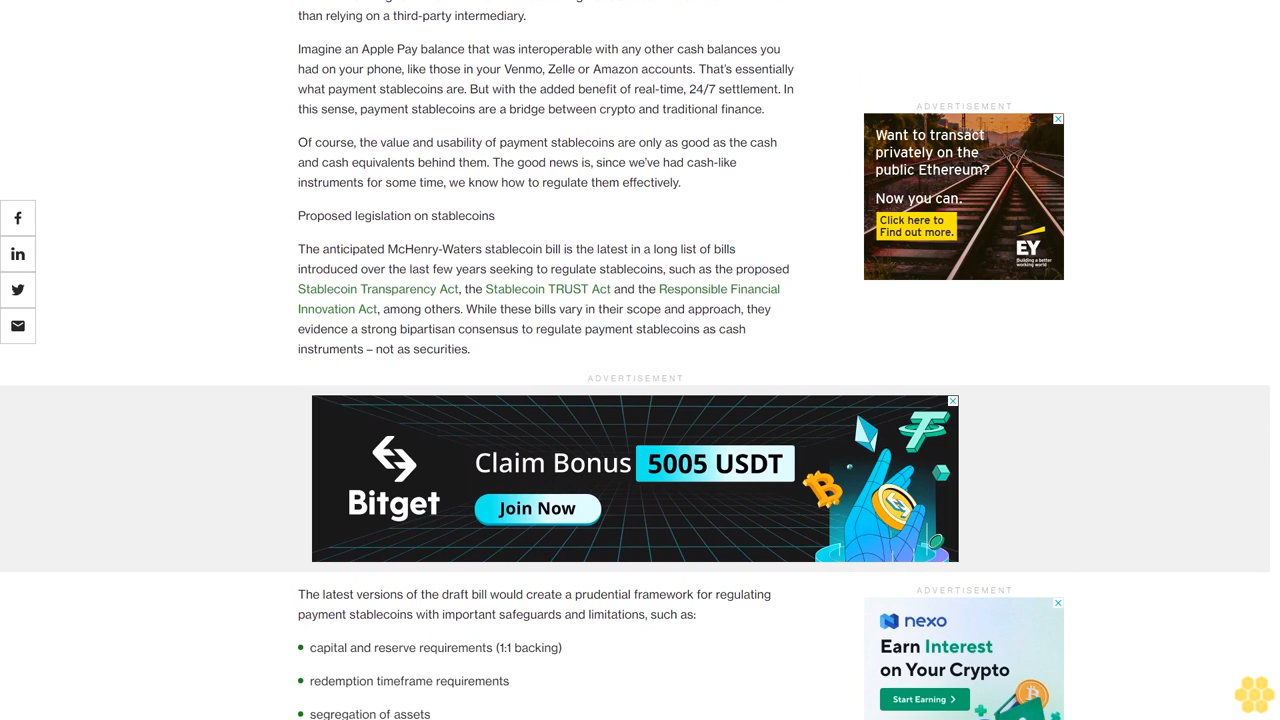 than relying on a third-party intermediary.
Imagine an Apple Pay balance that was interoperable with any other cash balances you
had on your phone, like those in your Venmo, Zelle or Amazon accounts. That's essentially
what payment stablecoins are. But with the added benefit of real-time, 24/7 settlement. In
this sense, payment stablecoins are a bridge between crypto and traditional finance.
Of course, the value and usability of payment stablecoins are only as good as the cash
and cash equivalents behind them. The good news is, since we've had cash-like
instruments for some time, we know how to regulate them effectively.
Proposed legislation on stablecoins
The anticipated McHenry-Waters stablecoin bill is the latest in a long list of bills
introduced over the last few years seeking to regulate stablecoins, such as the proposed
Stablecoin Transparency Act, the Stablecoin TRUST Act and the Responsible Financial
Innovation Act, among others. While these bills vary in their scope and approach, they
evidence a strong bipartisan consensus to regulate payment stablecoins as cash
instruments – not as securities.
ADVERTISEMENT
Want to transact
privately on the
public Ethereum?
Now you can.
Click here to
Find out more.
EY
Building a better
working world
ADVERTISEMENT
Bitget
Claim Bonus 5005 USDT
Join Now
The latest versions of the draft bill would create a prudential framework for regulating
payment stablecoins with important safeguards and limitations, such as:
capital and reserve requirements (1:1 backing)
redemption timeframe requirements
segregation of assets
ADVERTISEMENT
nexo
Earn Interest
on Your Crypto
Start Earning